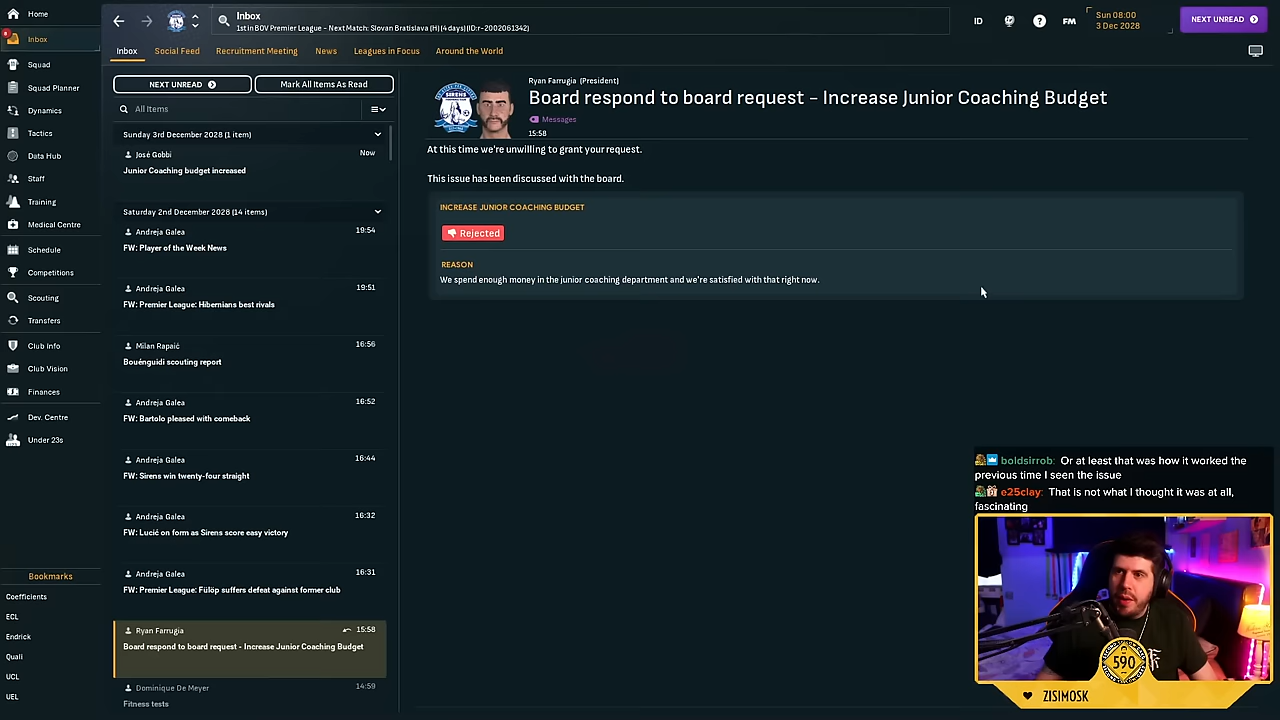 Home
Inbox
Squad
Squad Planner
Dynamics
Tactics
Data Hub
Staff
Training
Medical Centre
Schedule
Competitions
Scouting
Transfers
Club Info
Club Vision
Finances
Dev. Centre
Under 23s
Bookmarks
Coefficients
ECL
Endrick
Quali
UCL
UEL
Inbox
1st in BOV Premier League - Next Match: Slovan Bratislava (H) (4 days) (ID:r-2002061342)
ID
FM
Sun 08:00
3 Dec 2028
NEXT UNREAD
Inbox Social Feed Recruitment Meeting News Leagues in Focus Around the World
NEXT UNREAD
Mark All Items As Read
All Items
Sunday 3rd December 2028 (1 item)
José Gobbi Now
Junior Coaching budget increased
Saturday 2nd December 2028 (14 items)
Andreja Galea 19:54
FW: Player of the Week News
Andreja Galea 19:51
FW: Premier League: Hibernians best rivals
Milan Rapaić 16:56
Bouénguidi scouting report
Andreja Galea 16:52
FW: Bartolo pleased with comeback
Andreja Galea 16:44
FW: Sirens win twenty-four straight
Andreja Galea 16:32
FW: Lucić on form as Sirens score easy victory
Andreja Galea 16:31
FW: Premier League: Fülöp suffers defeat against former club
Ryan Farrugia 15:58
Board respond to board request - Increase Junior Coaching Budget
Dominique De Meyer 14:59
Fitness tests
SIRENS
Ryan Farrugia (President)
Board respond to board request - Increase Junior Coaching Budget
Messages
15:58
At this time we're unwilling to grant your request.
This issue has been discussed with the board.
INCREASE JUNIOR COACHING BUDGET
Rejected
REASON
We spend enough money in the junior coaching department and we're satisfied with that right now.
boldsirrob: Or at least that was how it worked the
previous time I seen the issue
e25clay: That is not what I thought it was at all,
fascinating
590
ZISIMOSK